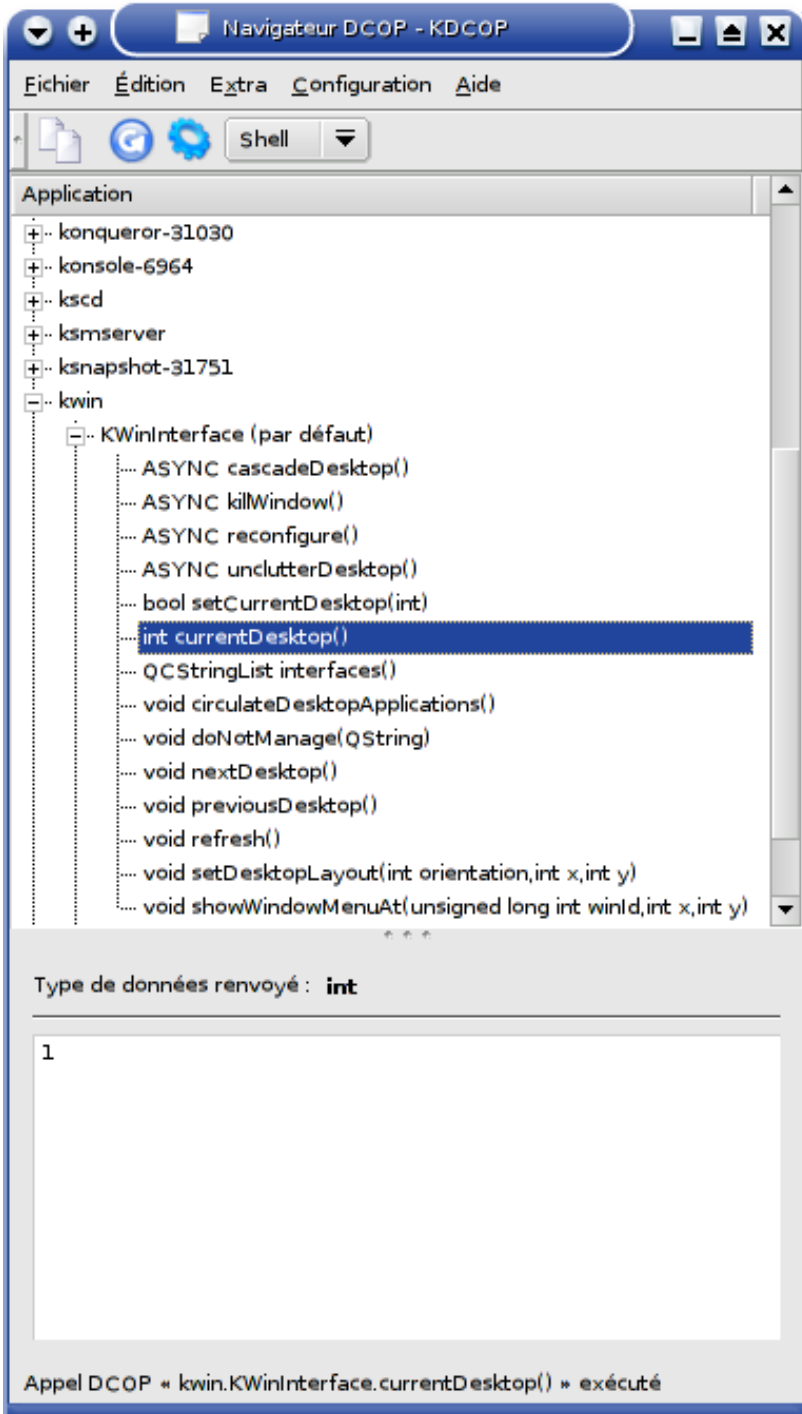 Navigateur DCOP - KDCOP
Fichier Édition Extra Configuration Aide
Shell
Application
konqueror-31030
konsole-6964
kscd
ksmserver
ksnapshot-31751
kwin
KWinInterface (par défaut)
ASYNC cascadeDesktop()
ASYNC killWindow()
ASYNC reconfigure()
ASYNC unclutterDesktop()
bool setCurrentDesktop(int)
int currentDesktop()
QCStringList interfaces()
void circulateDesktopApplications()
void doNotManage(QString)
void nextDesktop()
void previousDesktop()
void refresh()
void setDesktopLayout(int orientation,int x,int y)
void showWindowMenuAt(unsigned long int winId,int x,int y)
Type de données renvoyé : int
1
Appel DCOP « kwin.KWinInterface.currentDesktop() » exécuté